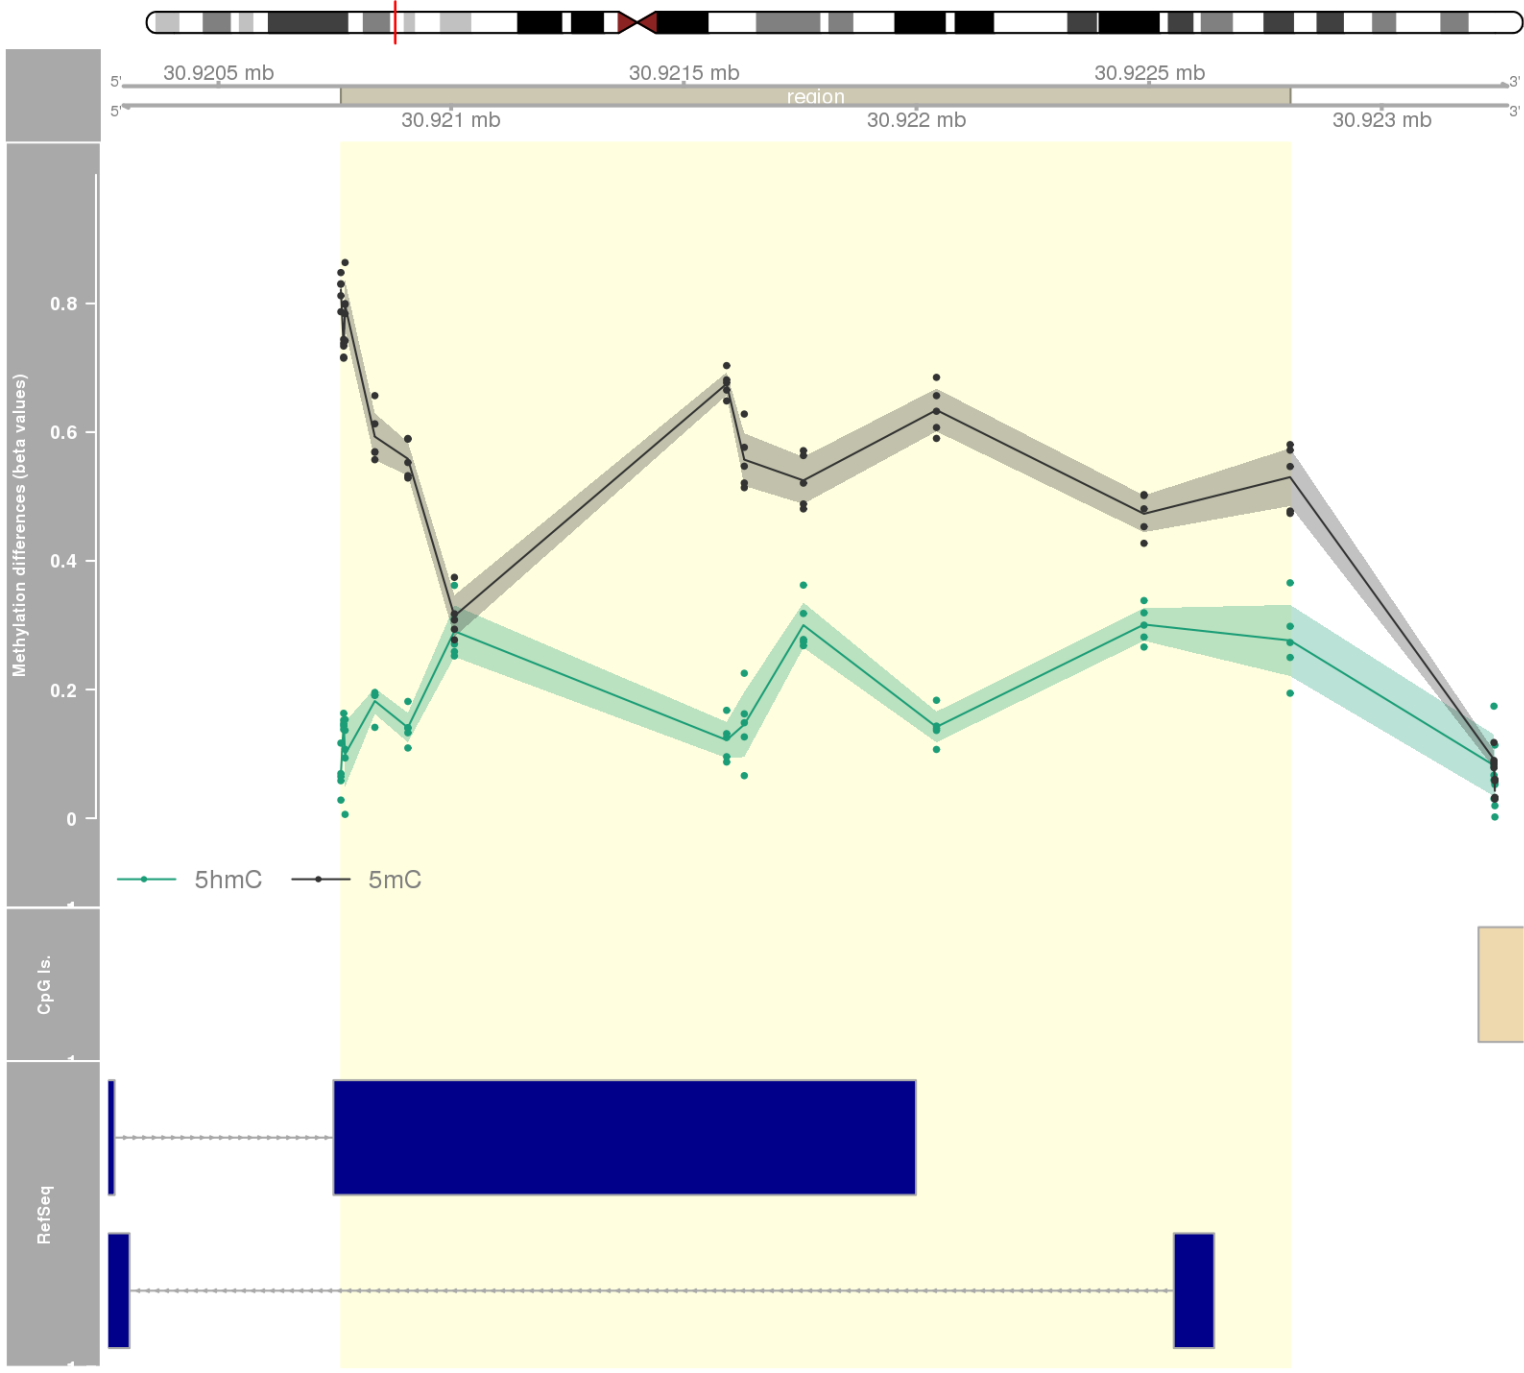 30.9205 mb 30.9215 mb 30.9225 mb
5' 3'
region
5' 3'
30.921 mb 30.922 mb 30.923 mb
Methylation differences (beta values)
0.8
0.6
0.4
0.2
0
5hmC 5mC
CpG Is.
RefSeq